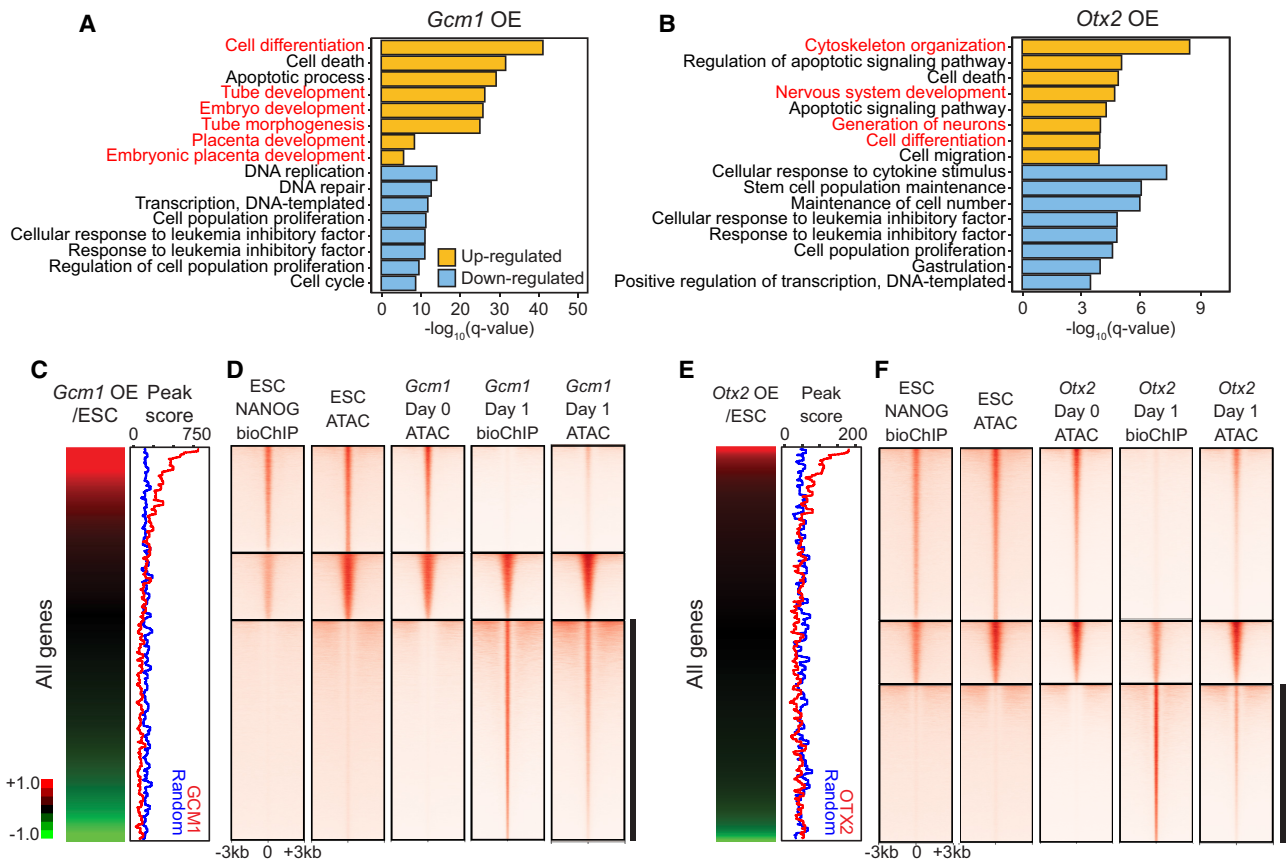 A
Gcm1 OE
Cell differentiation
Cell death
Apoptotic process
Tube development
Embryo development
Tube morphogenesis
Placenta development
Embryonic placenta development
DNA replication
DNA repair
Transcription, DNA-templated
Cell population proliferation
Cellular response to leukemia inhibitory factor
Response to leukemia inhibitory factor
Regulation of cell population proliferation
Cell cycle
Up-regulated
Down-regulated
0 10 20 30 40 50
-log10(q-value)
B
Otx2 OE
Cytoskeleton organization
Regulation of apoptotic signaling pathway
Cell death
Nervous system development
Apoptotic signaling pathway
Generation of neurons
Cell differentiation
Cell migration
Cellular response to cytokine stimulus
Stem cell population maintenance
Maintenance of cell number
Cellular response to leukemia inhibitory factor
Response to leukemia inhibitory factor
Cell population proliferation
Gastrulation
Positive regulation of transcription, DNA-templated
0 3 6 9
-log10(q-value)
C
Gcm1 OE
/ESC
Peak
score
0 750
All genes
+1.0
-1.0
GCM1
Random
D
ESC
NANOG
bioChIP
ESC
ATAC
Gcm1
Day 0
ATAC
Gcm1
Day 1
bioChIP
Gcm1
Day 1
ATAC
-3kb 0 +3kb
E
Otx2 OE
/ESC
Peak
score
0 200
All genes
OTX2
Random
F
ESC
NANOG
bioChIP
ESC
ATAC
Otx2
Day 0
ATAC
Otx2
Day 1
bioChIP
Otx2
Day 1
ATAC
-3kb 0 +3kb